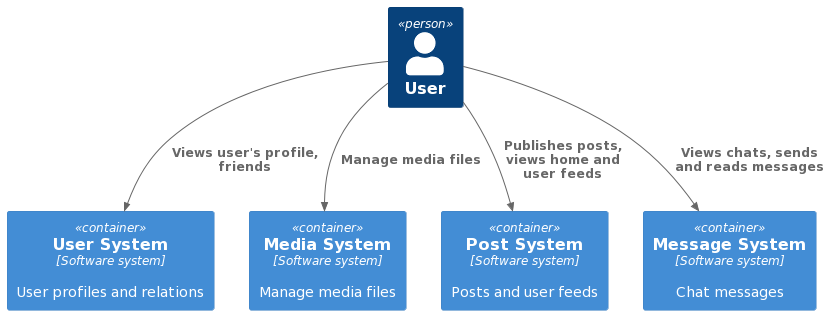 «person»
User
Views user's profile,
friends
Manage media files
Publishes posts,
views home and
user feeds
Views chats, sends
and reads messages
«container»
User System
[Software system]
User profiles and relations
«container»
Media System
[Software system]
Manage media files
«container»
Post System
[Software system]
Posts and user feeds
«container»
Message System
[Software system]
Chat messages